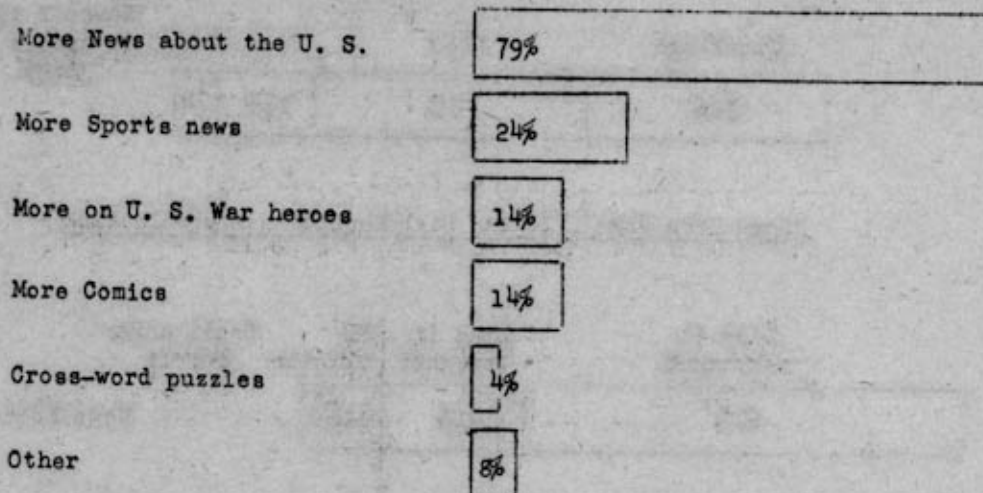 More News about the U. S. 79%
More Sports news 24%
More on U. S. War heroes 14%
More Comics 14%
Cross-word puzzles 4%
Other 8%